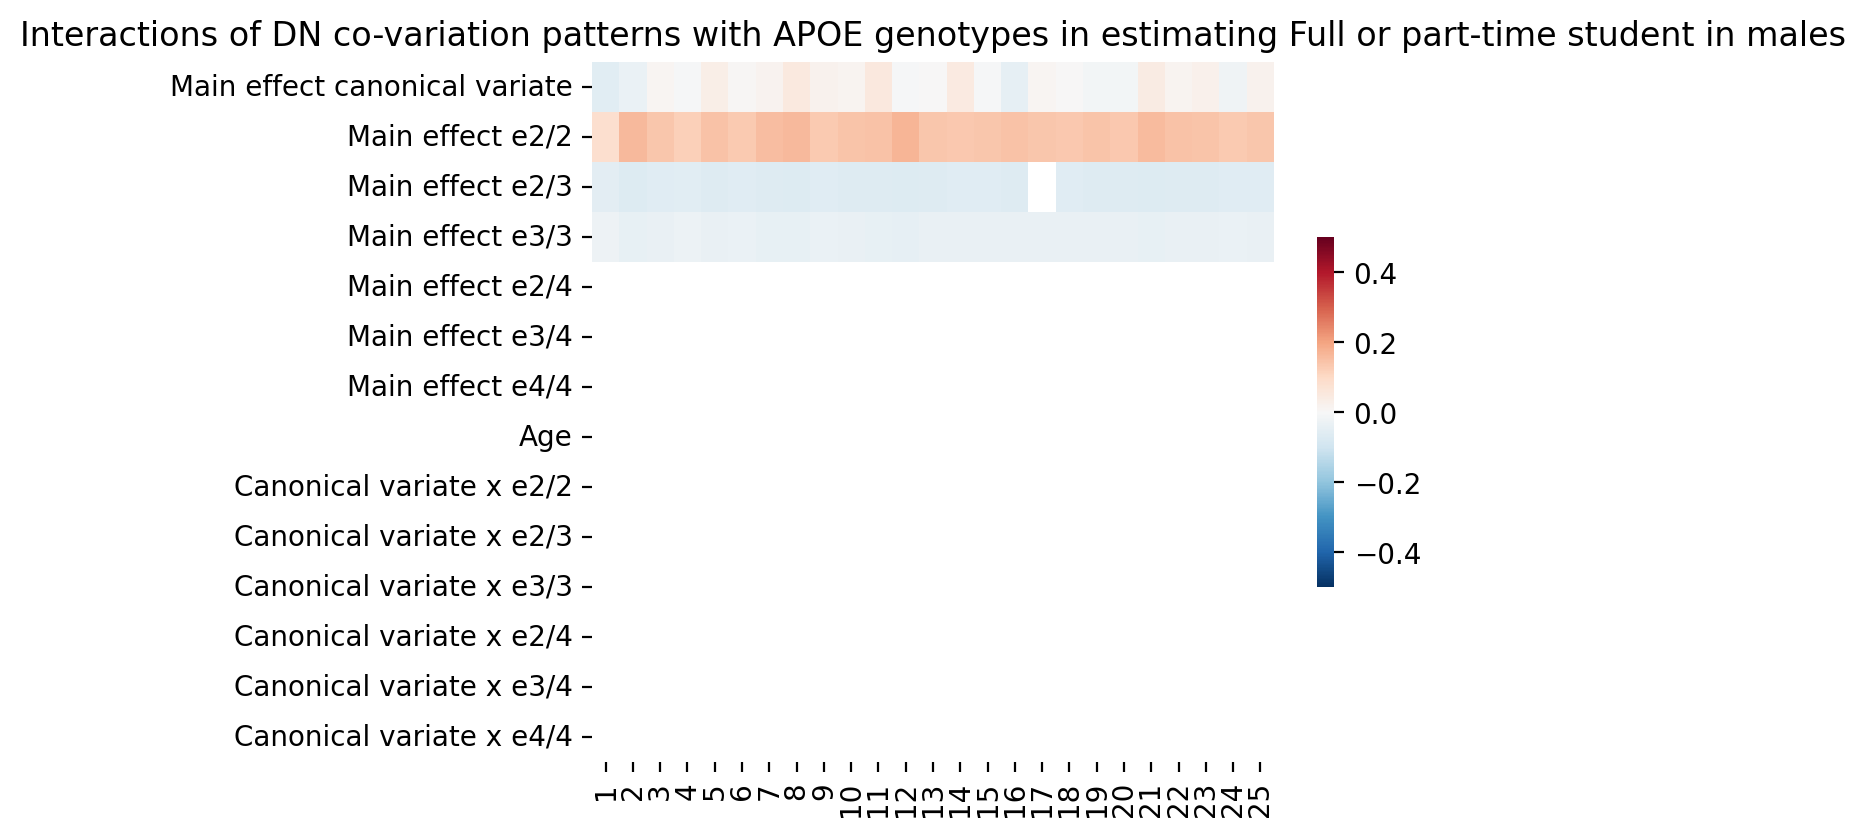 Interactions of DN co-variation patterns with APOE genotypes in estimating Full or part-time student in males
Main effect canonical variate
Main effect e2/2
Main effect e2/3
Main effect e3/3
Main effect e2/4
Main effect e3/4
Main effect e4/4
Age
Canonical variate x e2/2
Canonical variate x e2/3
Canonical variate x e3/3
Canonical variate x e2/4
Canonical variate x e3/4
Canonical variate x e4/4
1 2 3 4 5 6 7 8 9 10 11 12 13 14 15 16 17 18 19 20 21 22 23 24 25
0.4
0.2
0.0
−0.2
−0.4